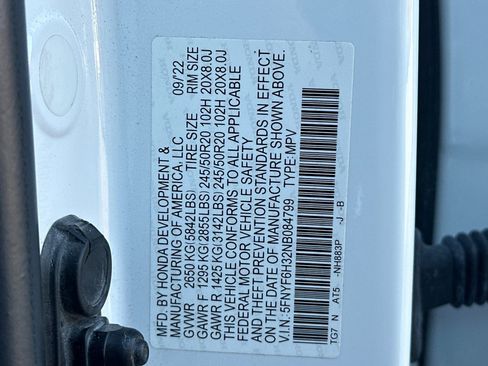 MFD. BY HONDA DEVELOPMENT & 09/'22
MANUFACTURING OF AMERICA, LLC
GVWR 2650 KG(5842LBS) TIRE SIZE RIM SIZE
GAWR F 1295 KG(2855LBS)245/50R20 102H 20X8.0J
GAWR R 1425 KG(3142LBS)245/50R20 102H 20X8.0J
THIS VEHICLE CONFORMS TO ALL APPLICABLE
FEDERAL MOTOR VEHICLE SAFETY
AND THEFT PREVENTION STANDARDS IN EFFECT
ON THE DATE OF MANUFACTURE SHOWN ABOVE.
V.I.N.:5FNYF6H32NB084799 TYPE:MPV
TG7 N AT5 -NH883P J -B